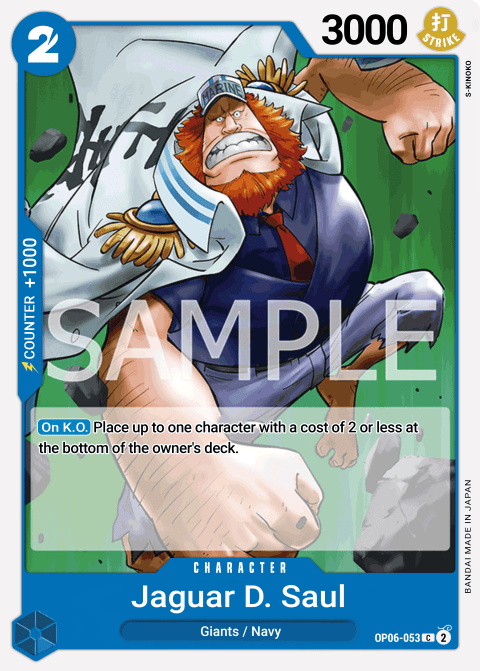 2
3000
打
STRIKE
S-KINOKO
MARINE
COUNTER +1000
SAMPLE
On K.O. Place up to one character with a cost of 2 or less at
the bottom of the owner's deck.
BANDAI MADE IN JAPAN
CHARACTER
Jaguar D. Saul
Giants / Navy
OP06-053 C 2